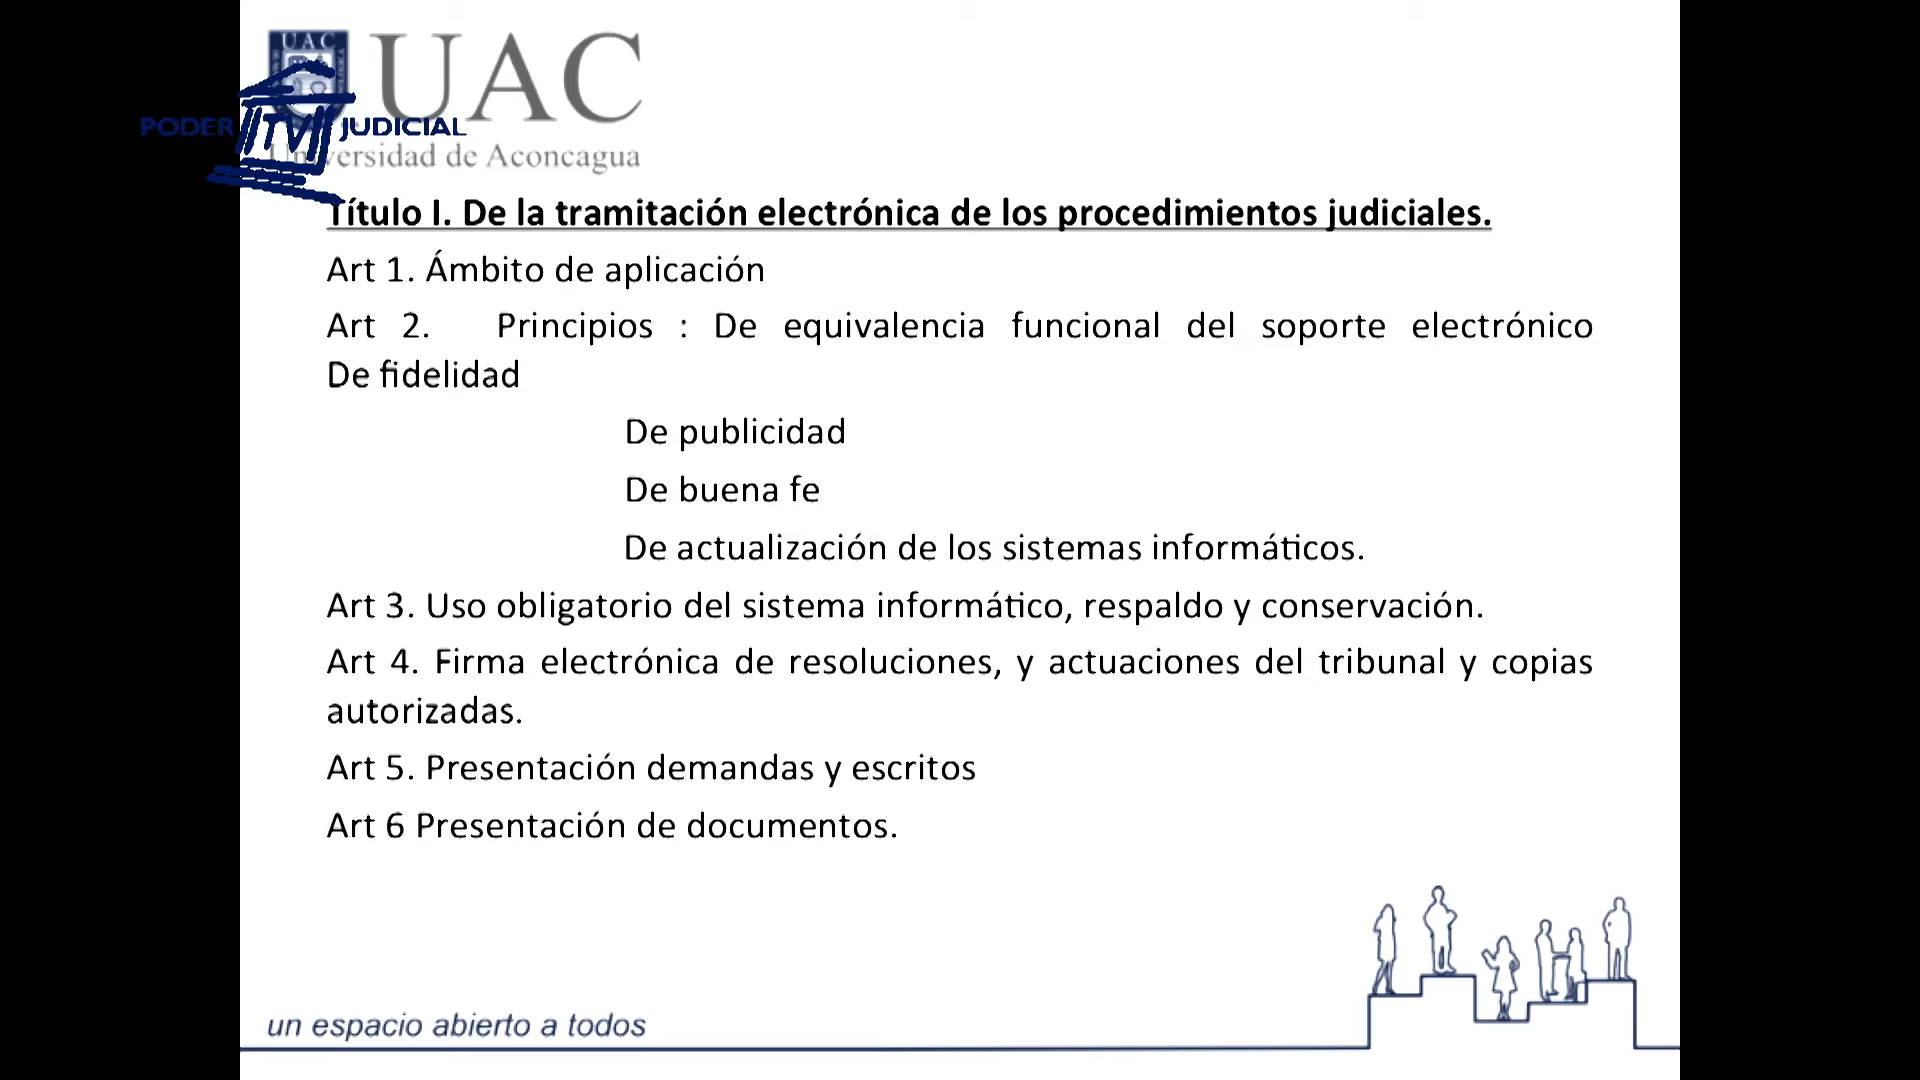 UAC
UAC
PODER TV JUDICIAL
Universidad de Aconcagua
Título I. De la tramitación electrónica de los procedimientos judiciales.
Art 1. Ámbito de aplicación
Art 2. Principios : De equivalencia funcional del soporte electrónico
De fidelidad
De publicidad
De buena fe
De actualización de los sistemas informáticos.
Art 3. Uso obligatorio del sistema informático, respaldo y conservación.
Art 4. Firma electrónica de resoluciones, y actuaciones del tribunal y copias
autorizadas.
Art 5. Presentación demandas y escritos
Art 6 Presentación de documentos.
un espacio abierto a todos